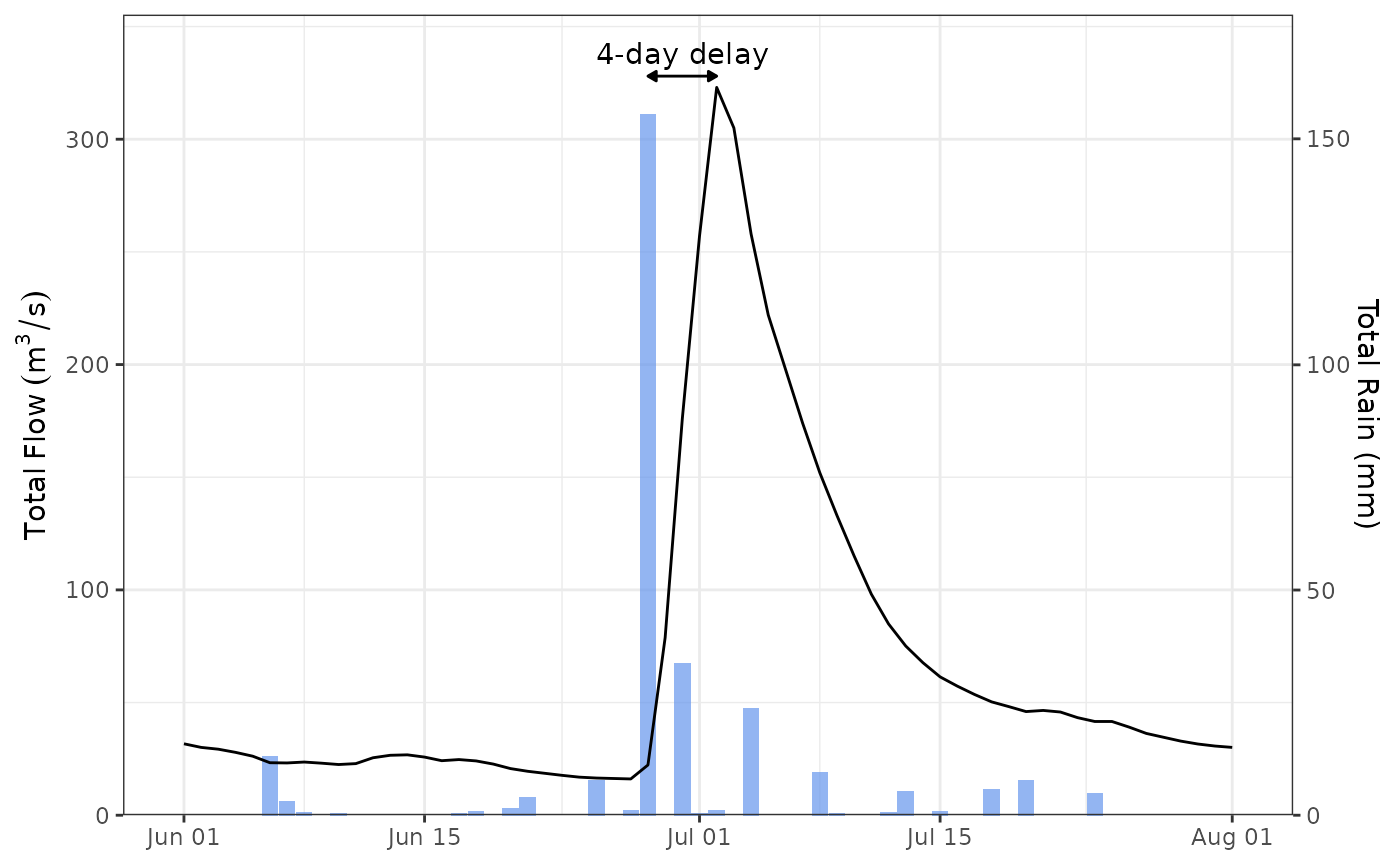 4-day delay
300
200
100
0
Total Flow (m³/s)
150
100
50
0
Total Rain (mm)
Jun 01
Jun 15
Jul 01
Jul 15
Aug 01